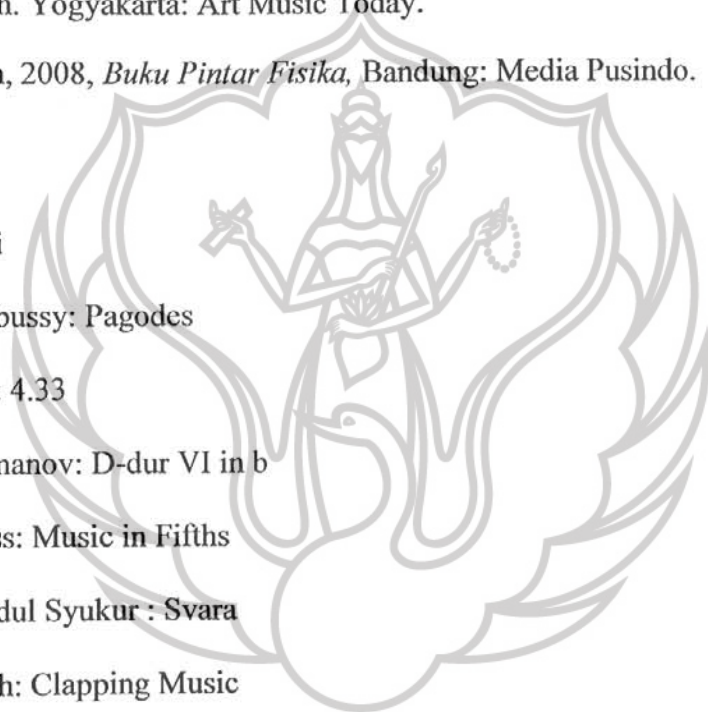 n. Yogyakarta: Art Music Today.
n, 2008, Buku Pintar Fisika, Bandung: Media Pusindo.
i
bussy: Pagodes
: 4.33
manov: D-dur VI in b
ss: Music in Fifths
dul Syukur : Svara
h: Clapping Music